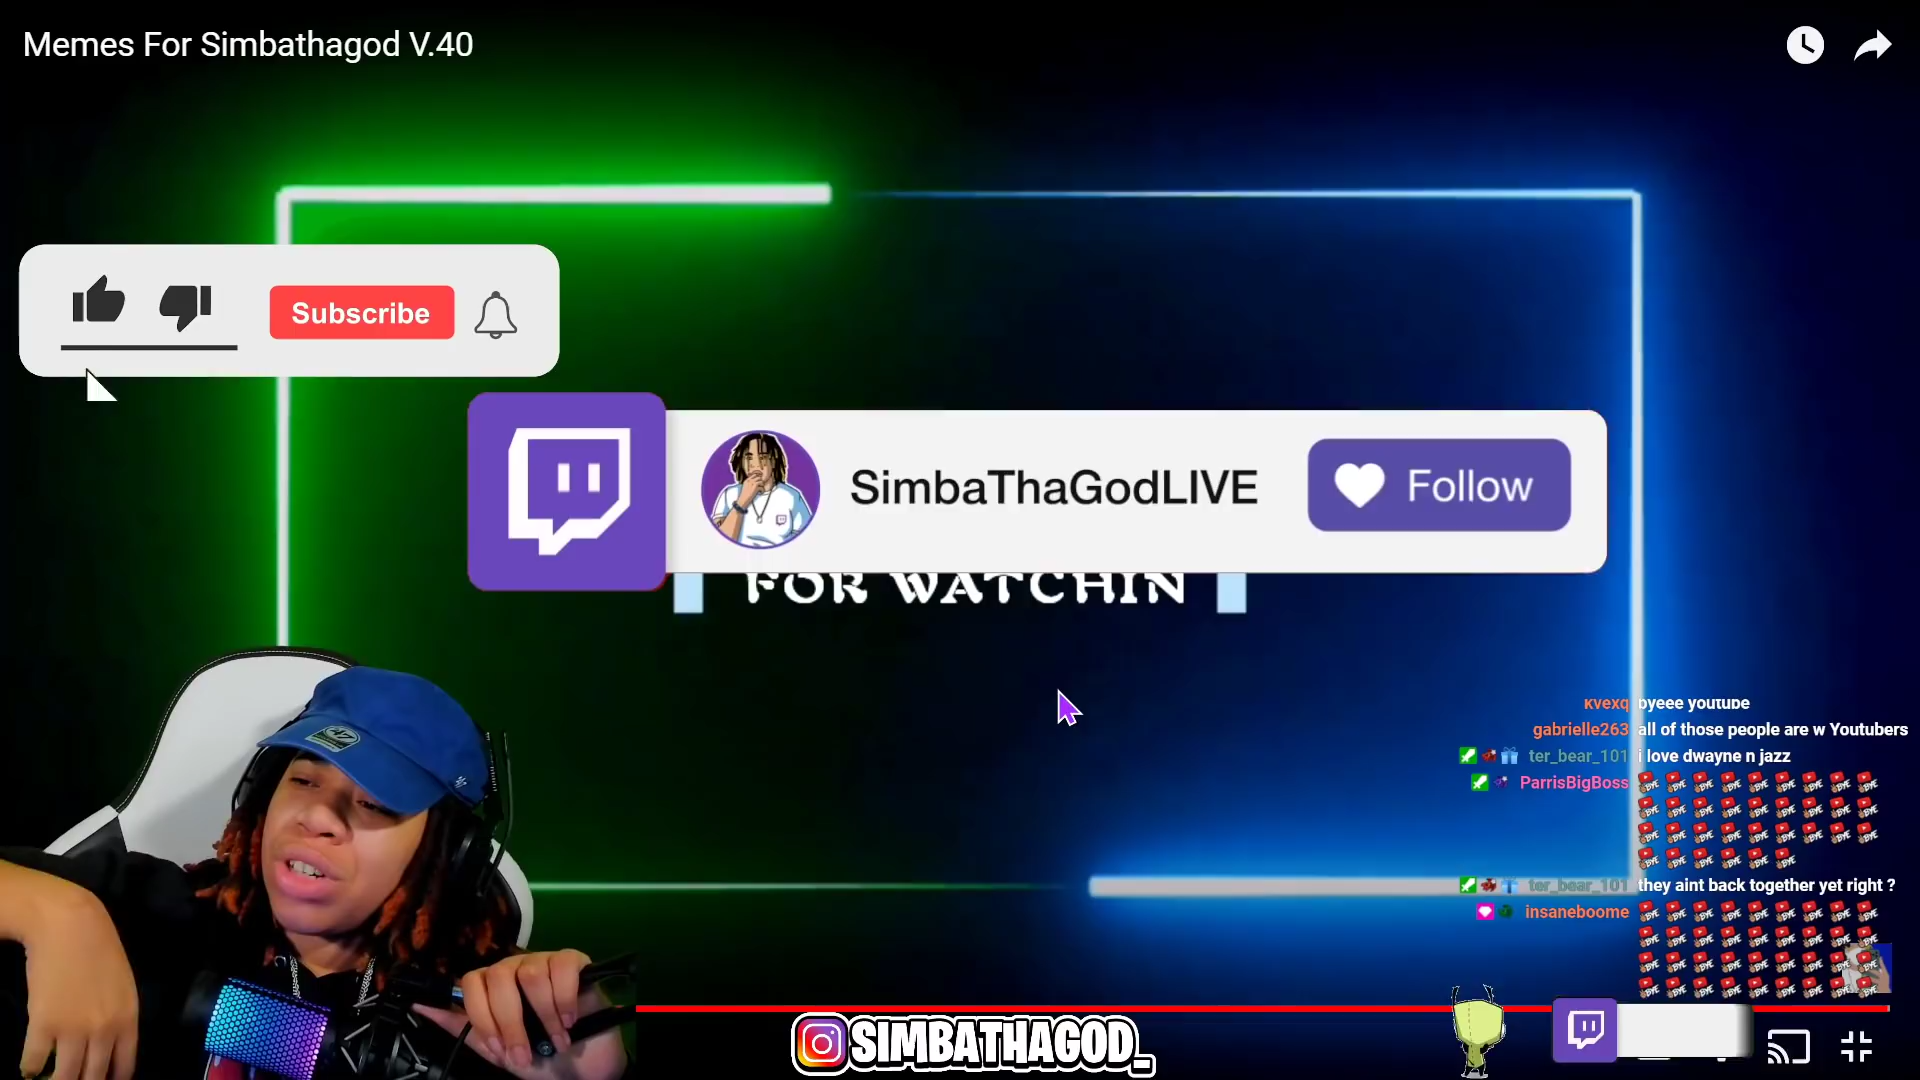 Memes For Simbathagod V.40
Subscribe
SimbaThaGodLIVE
Follow
FOR WATCHIN
kvexq byeee youtube
gabrielle263 all of those people are w Youtubers
ter_bear_101 i love dwayne n jazz
ParrisBigBoss
ter_bear_101 they aint back together yet right ?
insaneboome
SIMBATHAGOD_